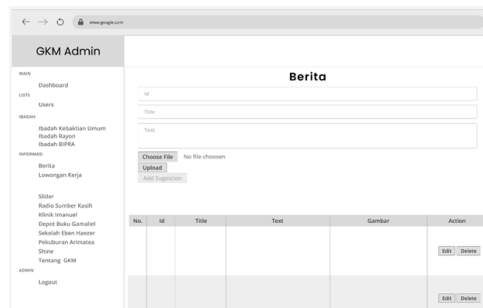 www.google.com
GKM Admin
MAIN
Dashboard
LISTS
Users
IBADAH
Ibadah Kebaktian Umum
Ibadah Rayon
Ibadah BIPRA
INFORMASI
Berita
Lowongan Kerja
Slider
Radio Sumber Kasih
Klinik Imanuel
Depot Buku Gamaliel
Sekolah Eben Haezer
Pekuburan Arimatea
Shine
Tentang GKM
ADMIN
Logout
Berita
Id
Title
Text
Choose File No file choosen
Upload
Add Sugestion
No. Id Title Text Gambar Action
Edit Delete
Edit Delete